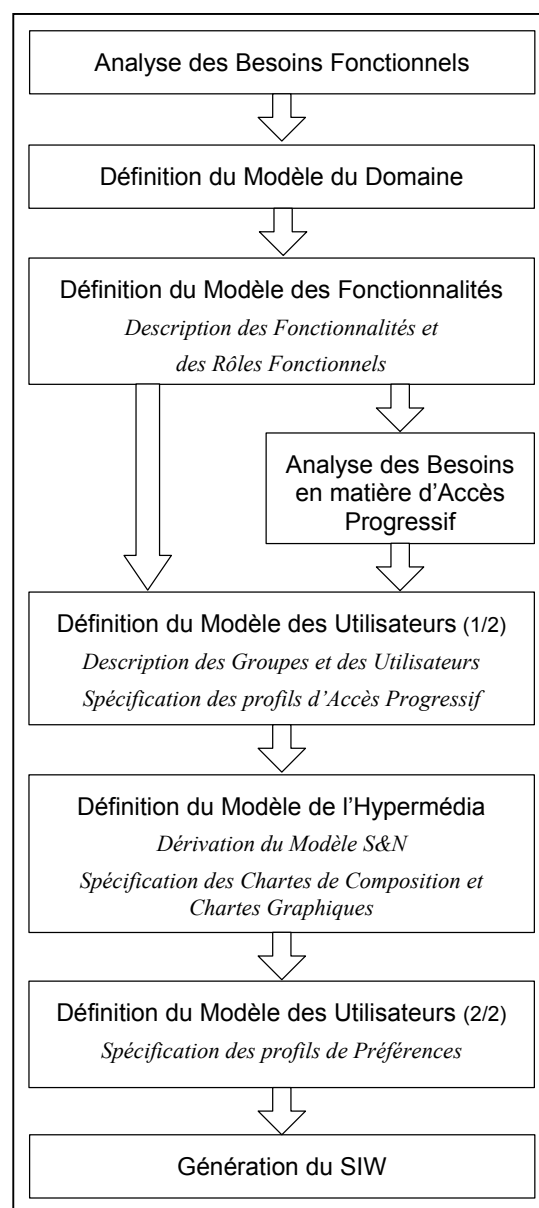 Analyse des Besoins Fonctionnels
Définition du Modèle du Domaine
Définition du Modèle des Fonctionnalités
Description des Fonctionnalités et
des Rôles Fonctionnels
Analyse des Besoins
en matière d'Accès
Progressif
Définition du Modèle des Utilisateurs (1/2)
Description des Groupes et des Utilisateurs
Spécification des profils d'Accès Progressif
Définition du Modèle de l'Hypermédia
Dérivation du Modèle S&N
Spécification des Chartes de Composition et
Chartes Graphiques
Définition du Modèle des Utilisateurs (2/2)
Spécification des profils de Préférences
Génération du SIW